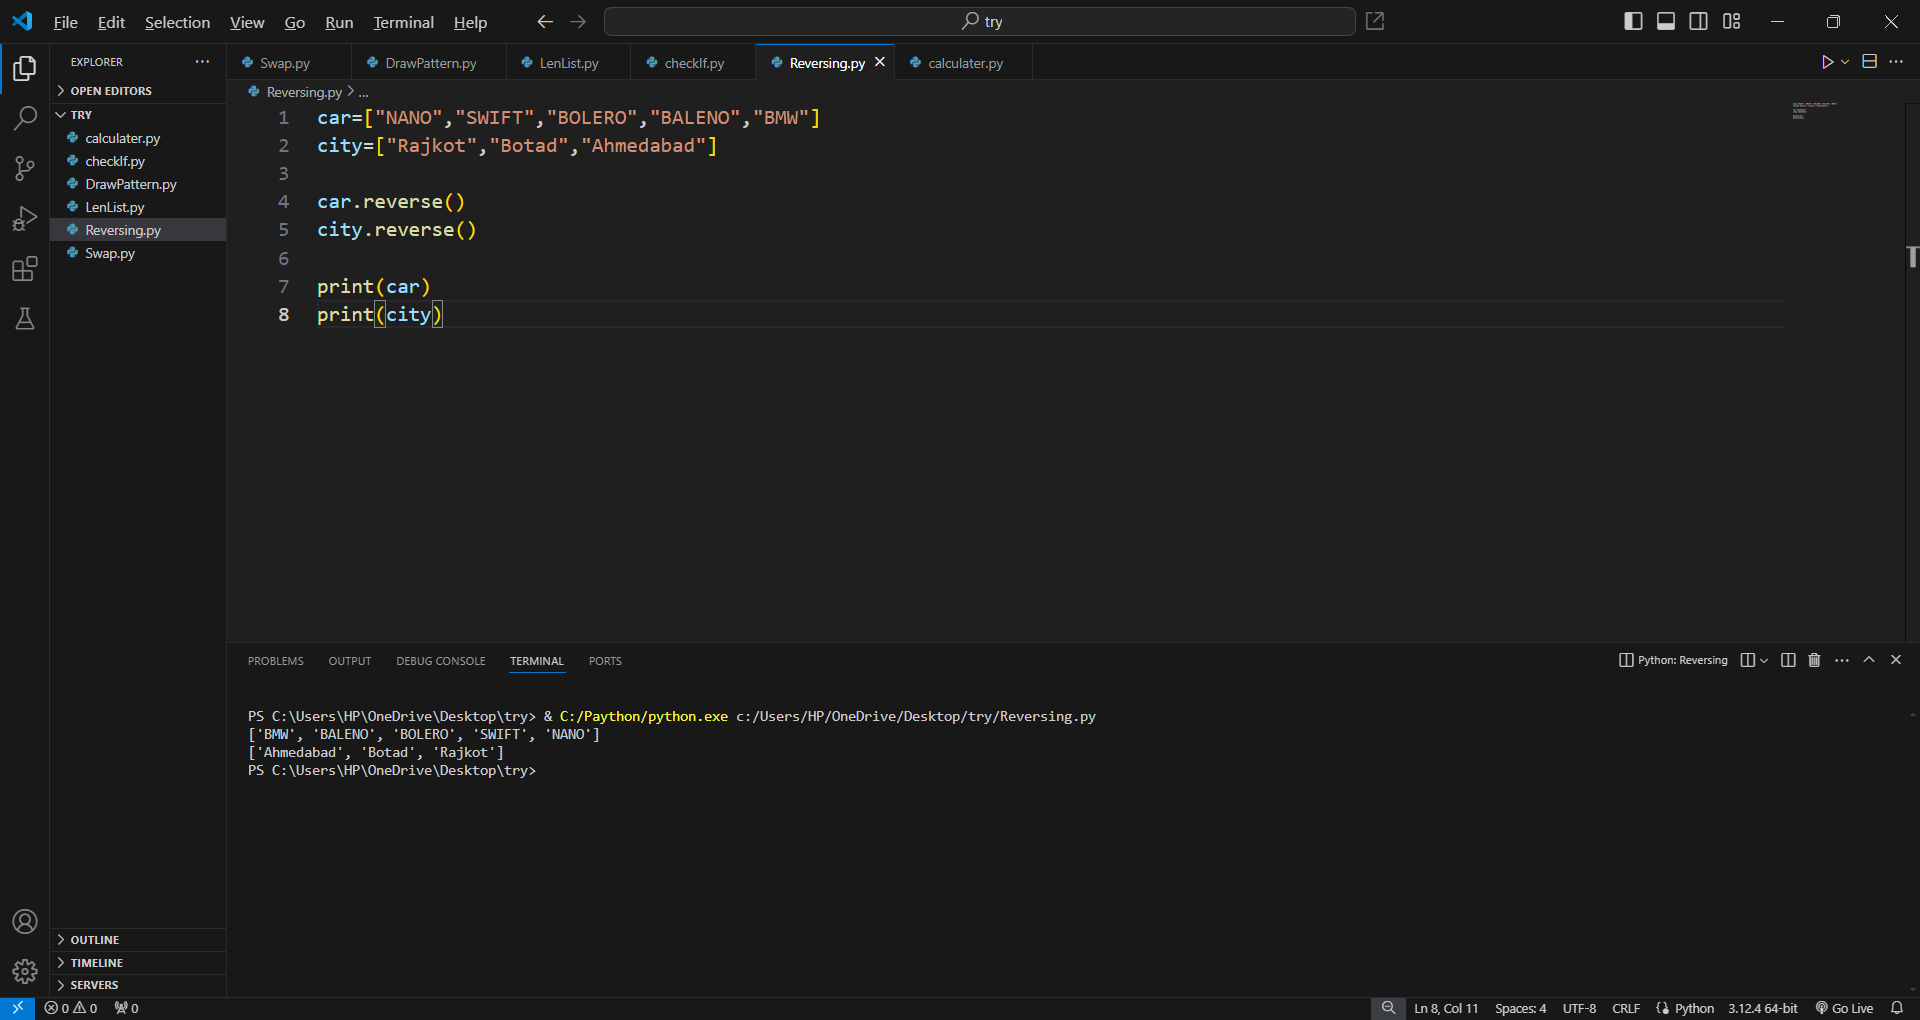 File Edit Selection View Go Run Terminal Help try
EXPLORER
OPEN EDITORS
TRY
calculater.py
checkIf.py
DrawPattern.py
LenList.py
Reversing.py
Swap.py
OUTLINE
TIMELINE
SERVERS
Swap.py DrawPattern.py LenList.py checkIf.py Reversing.py calculater.py
Reversing.py > ...
1 car=["NANO","SWIFT","BOLERO","BALENO","BMW"]
2 city=["Rajkot","Botad","Ahmedabad"]
3
4 car.reverse()
5 city.reverse()
6
7 print(car)
8 print(city)
PROBLEMS OUTPUT DEBUG CONSOLE TERMINAL PORTS Python: Reversing
PS C:\Users\HP\OneDrive\Desktop\try> & C:/Paython/python.exe c:/Users/HP/OneDrive/Desktop/try/Reversing.py
['BMW', 'BALENO', 'BOLERO', 'SWIFT', 'NANO']
['Ahmedabad', 'Botad', 'Rajkot']
PS C:\Users\HP\OneDrive\Desktop\try>
0 0 0 Ln 8, Col 11 Spaces: 4 UTF-8 CRLF Python 3.12.4 64-bit Go Live